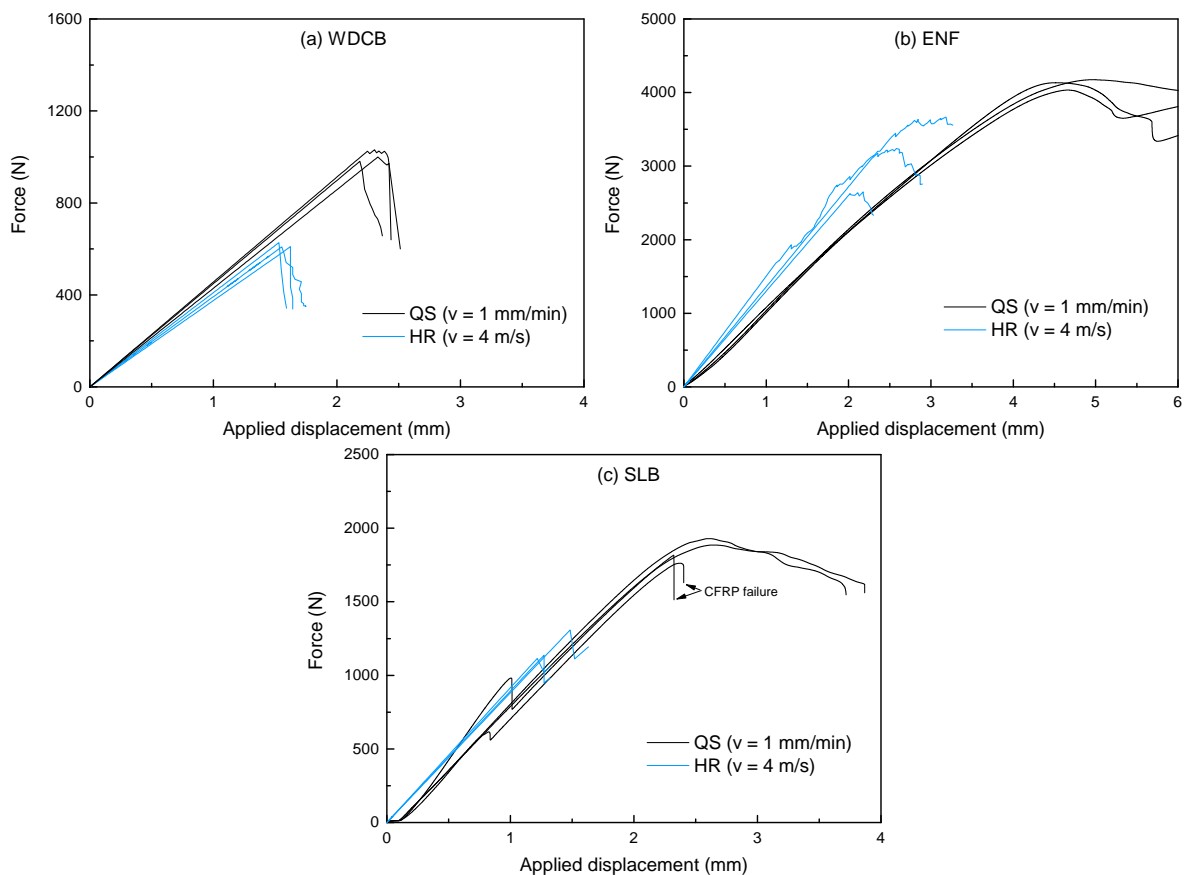 (a) WDCB
1600
1200
800
400
0
0 1 2 3 4
Force (N)
Applied displacement (mm)
QS (v = 1 mm/min)
HR (v = 4 m/s)
(b) ENF
5000
4000
3000
2000
1000
0
0 1 2 3 4 5 6
Force (N)
Applied displacement (mm)
QS (v = 1 mm/min)
HR (v = 4 m/s)
(c) SLB
2500
2000
1500
1000
500
0
0 1 2 3 4
Force (N)
Applied displacement (mm)
CFRP failure
QS (v = 1 mm/min)
HR (v = 4 m/s)